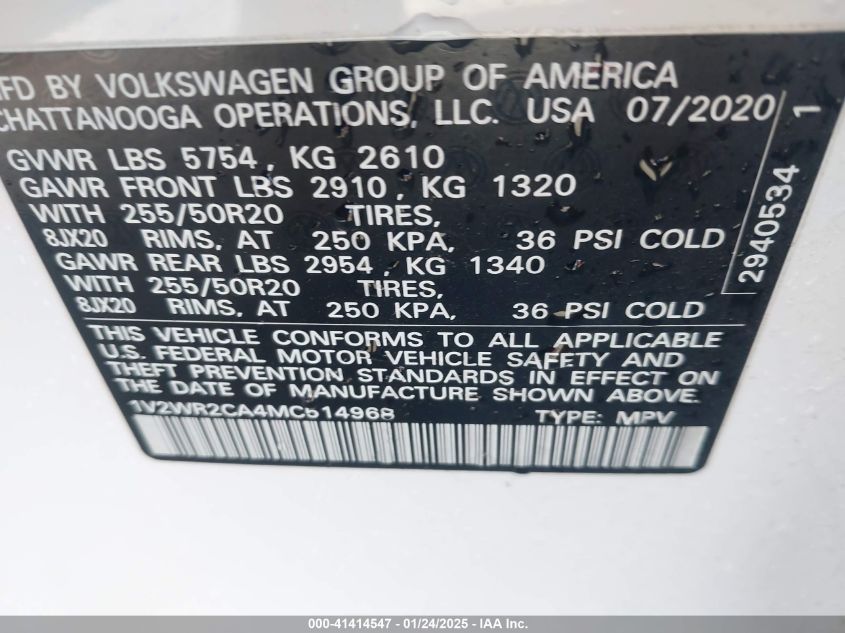 MFD BY VOLKSWAGEN GROUP OF AMERICA
CHATTANOOGA OPERATIONS, LLC. USA 07/2020
GVWR LBS 5754, KG 2610
GAWR FRONT LBS 2910, KG 1320
WITH 255/50R20 TIRES,
8JX20 RIMS, AT 250 KPA, 36 PSI COLD
GAWR REAR LBS 2954, KG 1340
WITH 255/50R20 TIRES,
8JX20 RIMS, AT 250 KPA, 36 PSI COLD
THIS VEHICLE CONFORMS TO ALL APPLICABLE
U.S. FEDERAL MOTOR VEHICLE SAFETY AND
THEFT PREVENTION STANDARDS IN EFFECT ON
THE DATE OF MANUFACTURE SHOWN ABOVE.
1V2WR2CA4MC514968 TYPE: MPV
2940534 1
000-41414547 - 01/24/2025 - IAA Inc.